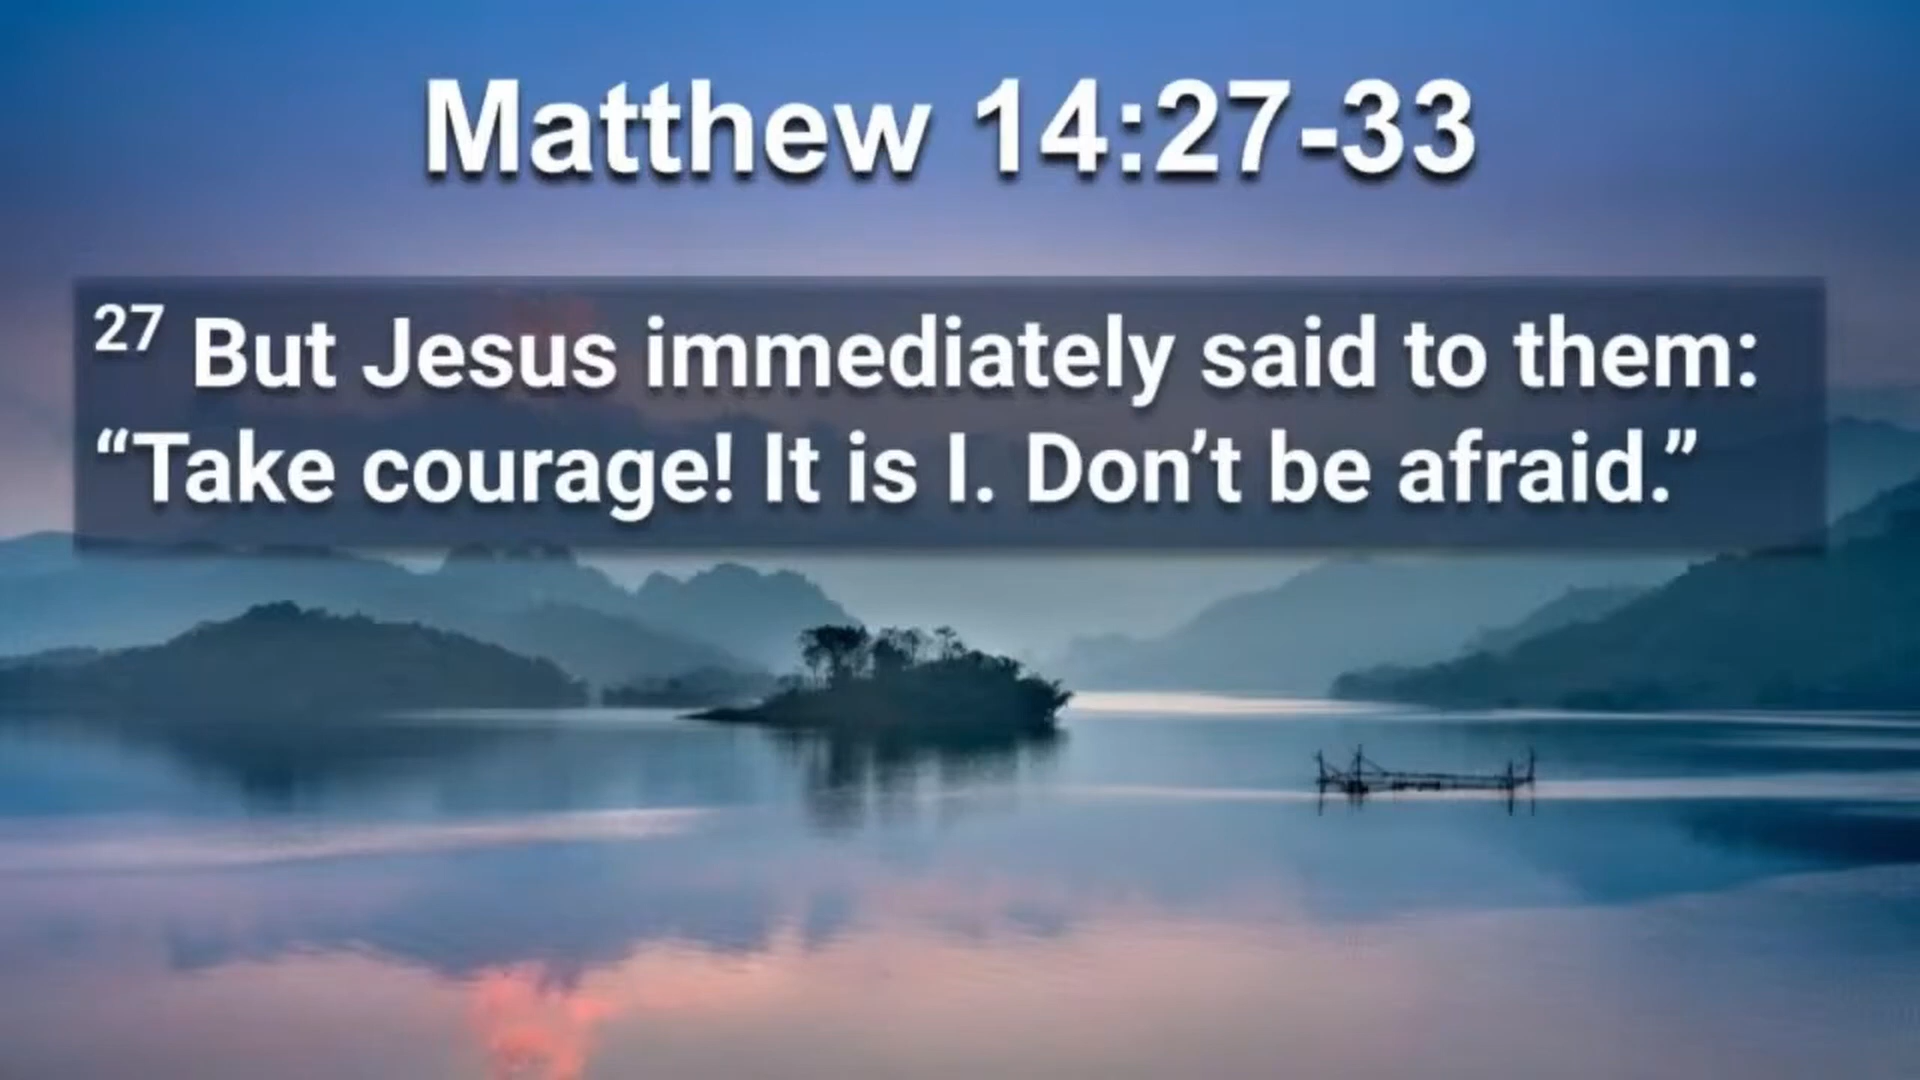 Matthew 14:27-33
27 But Jesus immediately said to them:
“Take courage! It is I. Don’t be afraid.”